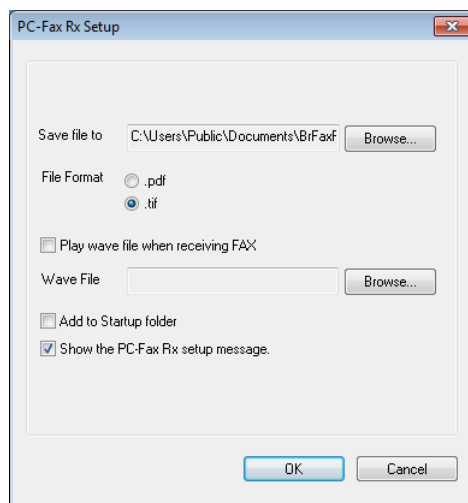 PC-Fax Rx Setup
Save file to C:\Users\Public\Documents\BrFaxF Browse...
File Format .pdf
.tif
Play wave file when receiving FAX
Wave File Browse...
Add to Startup folder
Show the PC-Fax Rx setup message.
OK Cancel